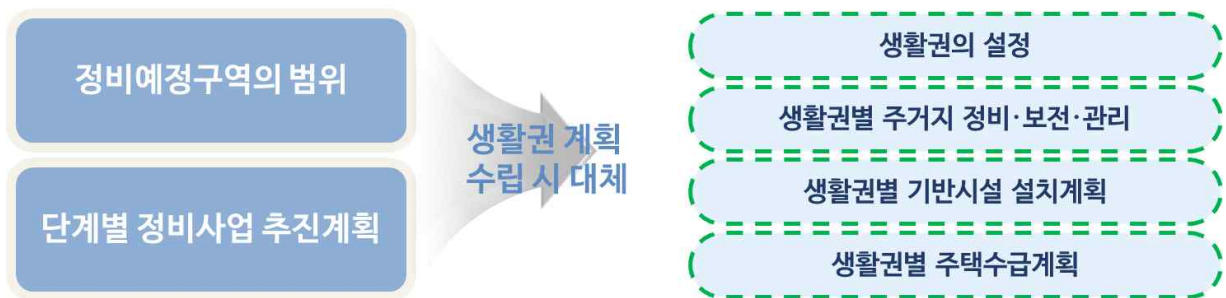 정비예정구역의 범위
단계별 정비사업 추진계획
생활권 계획
수립 시 대체
생활권의 설정
생활권별 주거지 정비·보전·관리
생활권별 기반시설 설치계획
생활권별 주택수급계획